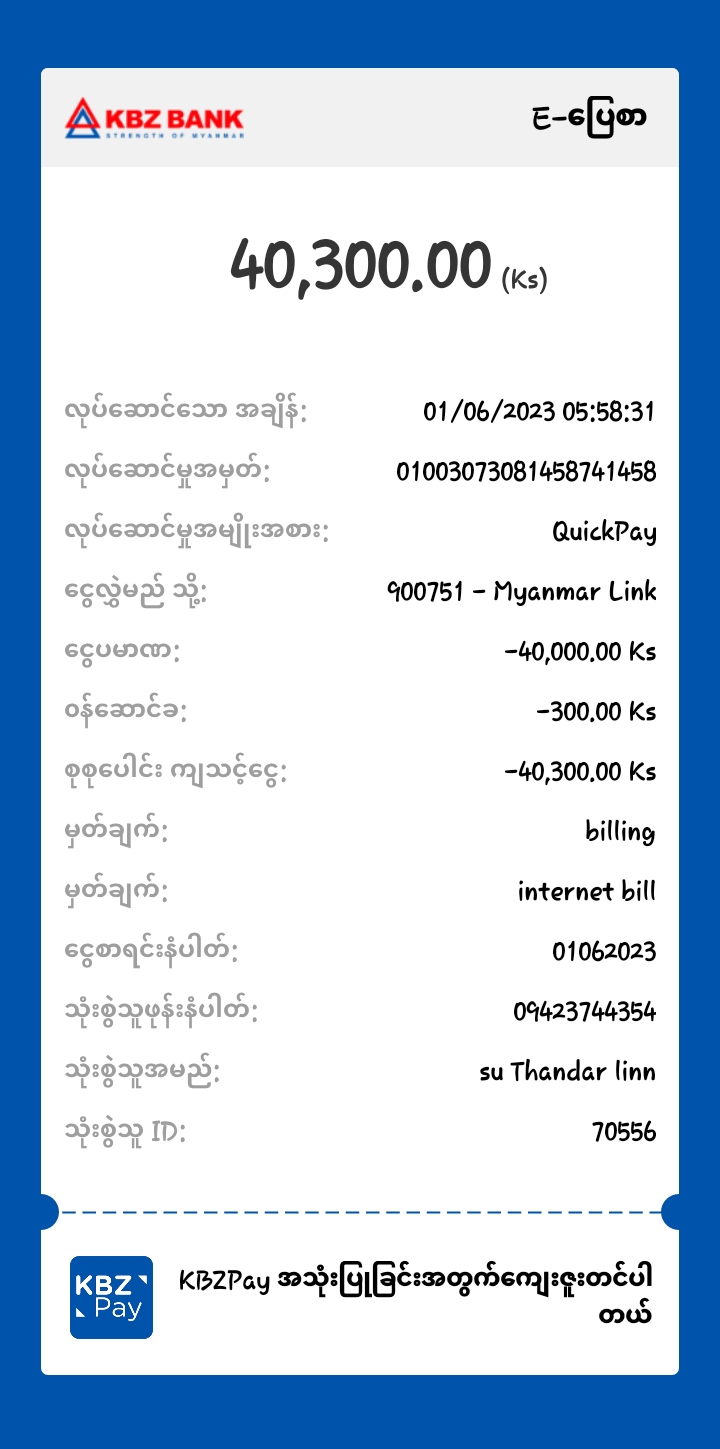 KBZ BANK
STRENGTH OF MYANMAR
E-ပြေစာ
40,300.00 (Ks)
လုပ်ဆောင်သော အချိန်: 01/06/2023 05:58:31
လုပ်ဆောင်မှုအမှတ်: 01003073081458741458
လုပ်ဆောင်မှုအမျိုးအစား: QuickPay
ငွေလွှဲမည် သို့: 900751 - Myanmar Link
ငွေပမာဏ: -40,000.00 Ks
ဝန်ဆောင်ခ: -300.00 Ks
စုစုပေါင်း ကျသင့်ငွေ: -40,300.00 Ks
မှတ်ချက်: billing
မှတ်ချက်: internet bill
ငွေစာရင်းနံပါတ်: 01062023
သုံးစွဲသူဖုန်းနံပါတ်: 09423744354
သုံးစွဲသူအမည်: su Thandar linn
သုံးစွဲသူ ID: 70556
KBZ
Pay
KBZPay အသုံးပြုခြင်းအတွက်ကျေးဇူးတင်ပါ
တယ်